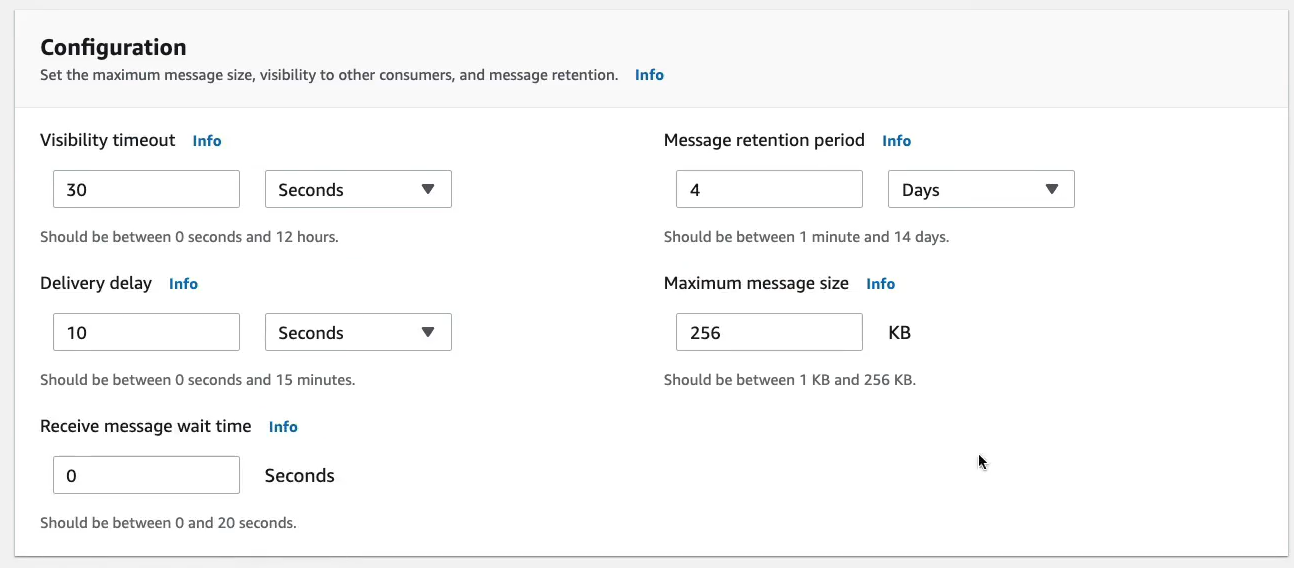 Configuration
Set the maximum message size, visibility to other consumers, and message retention. Info
Visibility timeout Info
30 Seconds
Should be between 0 seconds and 12 hours.
Message retention period Info
4 Days
Should be between 1 minute and 14 days.
Delivery delay Info
10 Seconds
Should be between 0 seconds and 15 minutes.
Maximum message size Info
256 KB
Should be between 1 KB and 256 KB.
Receive message wait time Info
0 Seconds
Should be between 0 and 20 seconds.